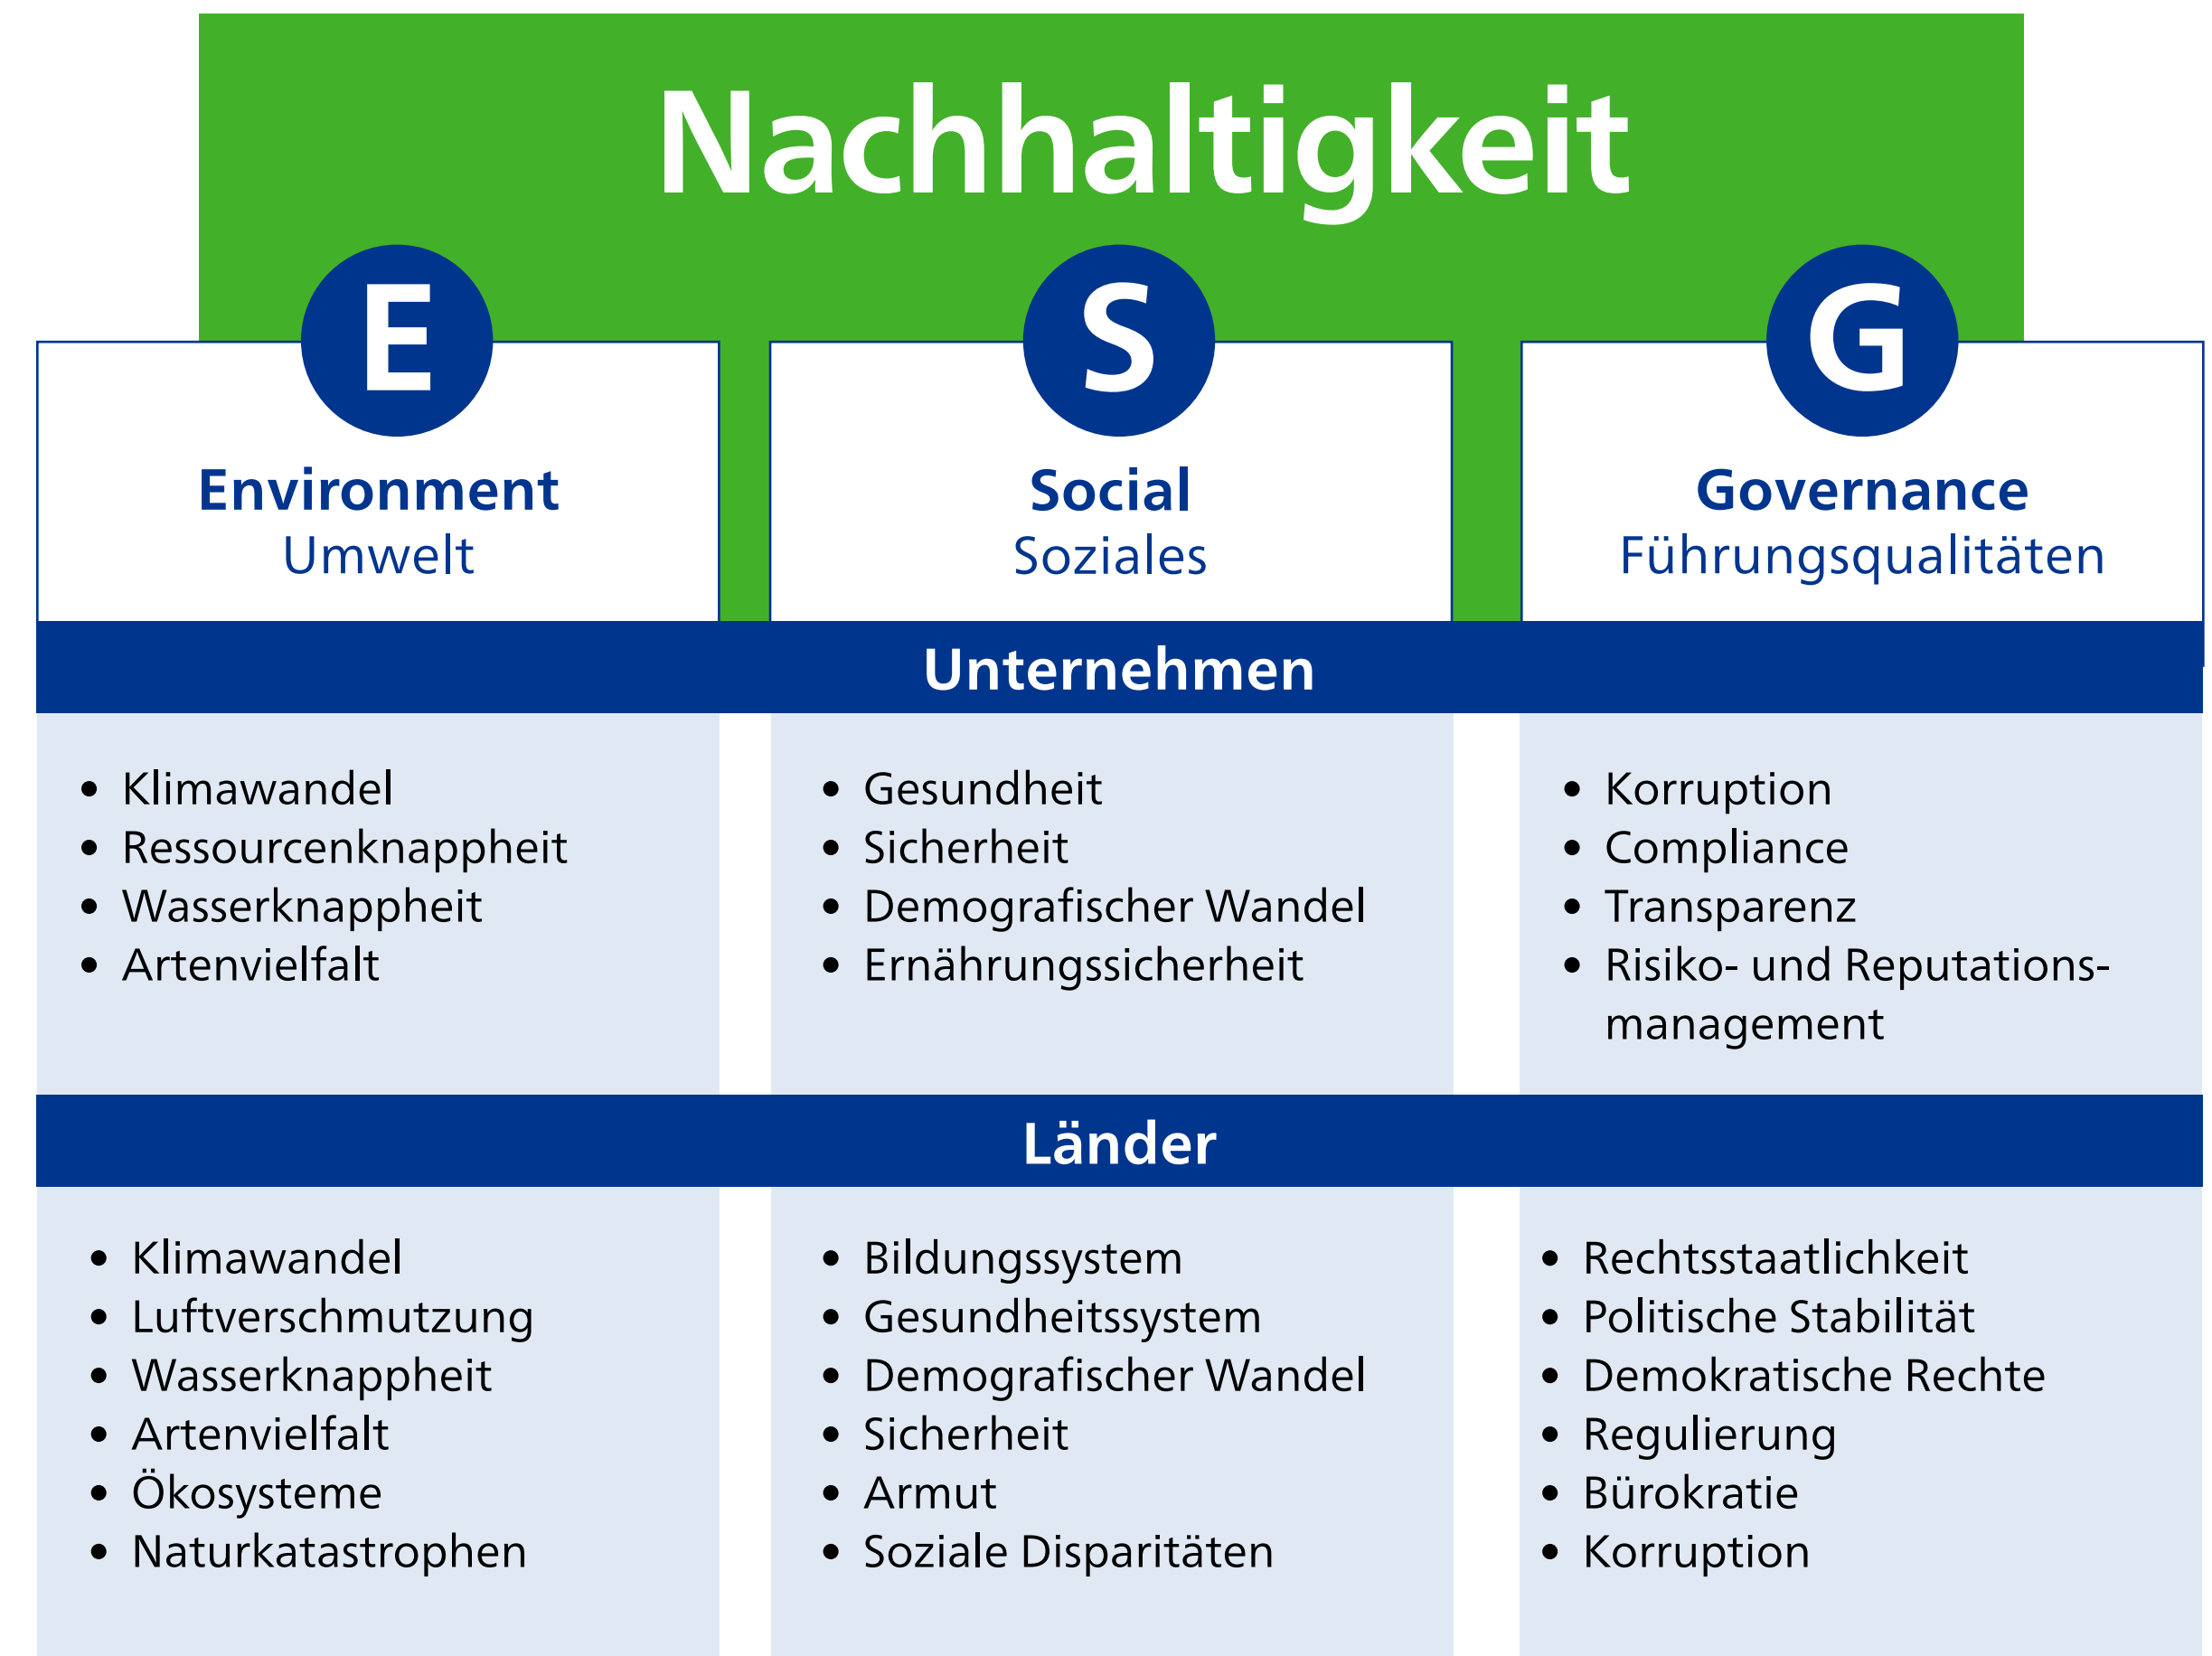 Nachhaltigkeit
E
Environment
Umwelt
S
Social
Soziales
G
Governance
Führungsqualitäten
Unternehmen
• Klimawandel
• Ressourcenknappheit
• Wasserknappheit
• Artenvielfalt
• Gesundheit
• Sicherheit
• Demografischer Wandel
• Ernährungssicherheit
• Korruption
• Compliance
• Transparenz
• Risiko- und Reputations-
management
Länder
• Klimawandel
• Luftverschmutzung
• Wasserknappheit
• Artenvielfalt
• Ökosysteme
• Naturkatastrophen
• Bildungssystem
• Gesundheitssystem
• Demografischer Wandel
• Sicherheit
• Armut
• Soziale Disparitäten
• Rechtsstaatlichkeit
• Politische Stabilität
• Demokratische Rechte
• Regulierung
• Bürokratie
• Korruption